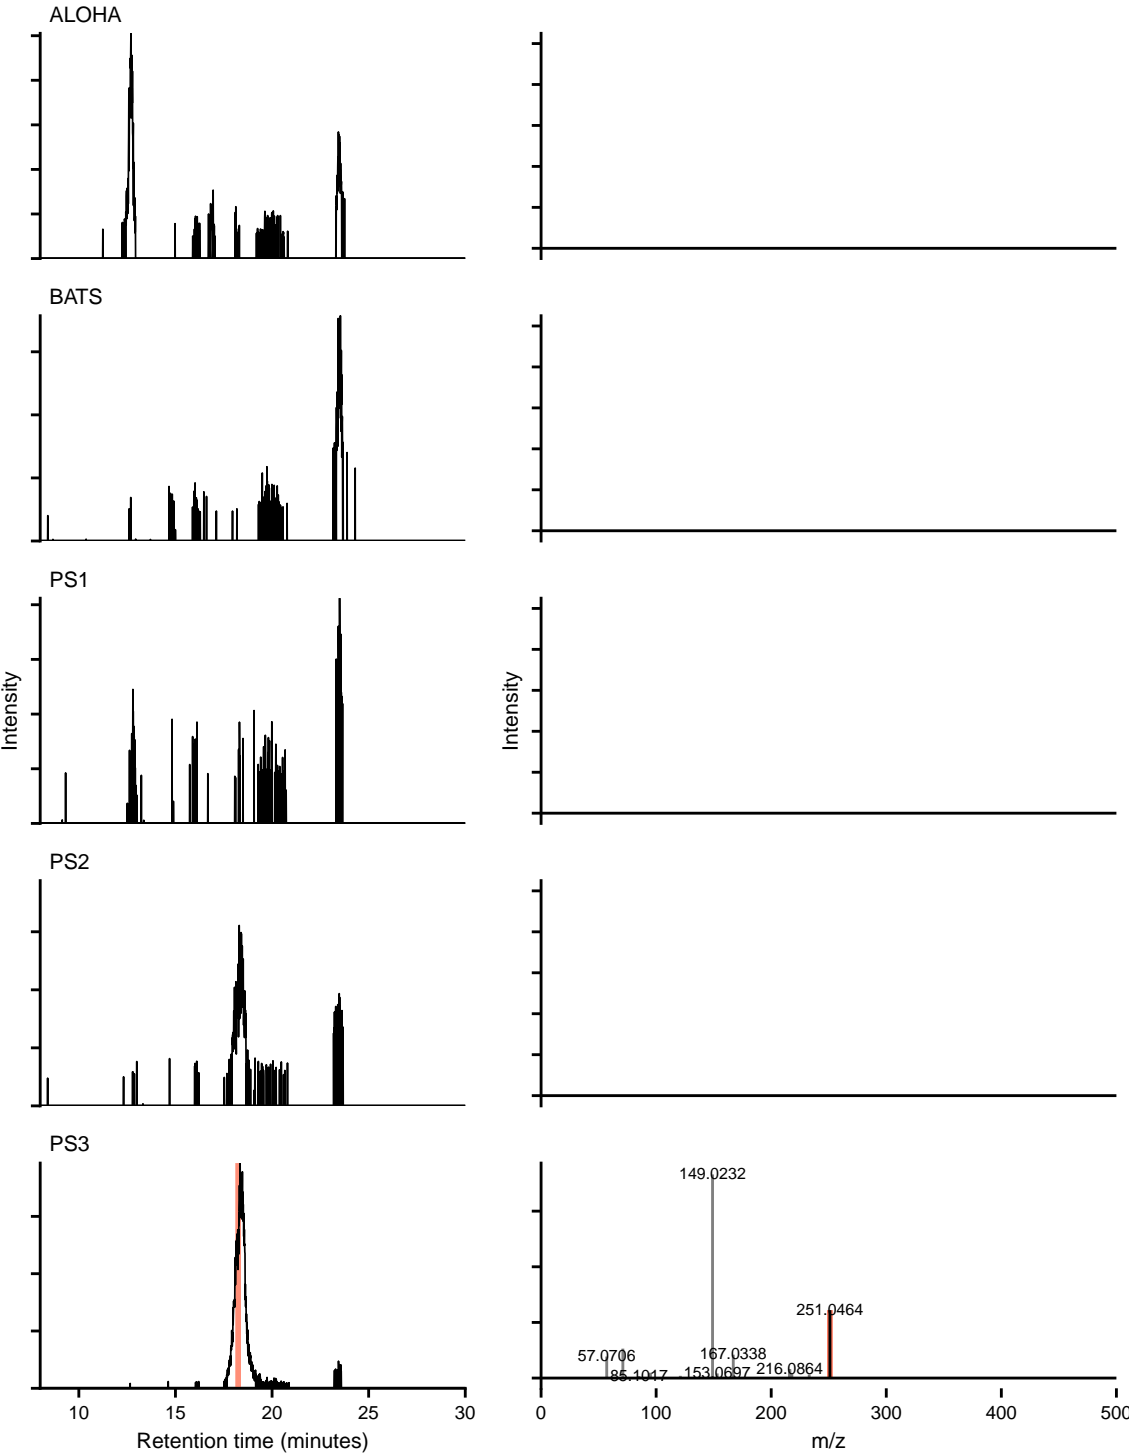 ALOHA
BATS
PS1
PS2
PS3
Intensity
Intensity
149.0232
251.0464
57.0706
167.0338
85.1017
153.0697
216.0864
10 15 20 25 30
0 100 200 300 400 500
Retention time (minutes)
m/z